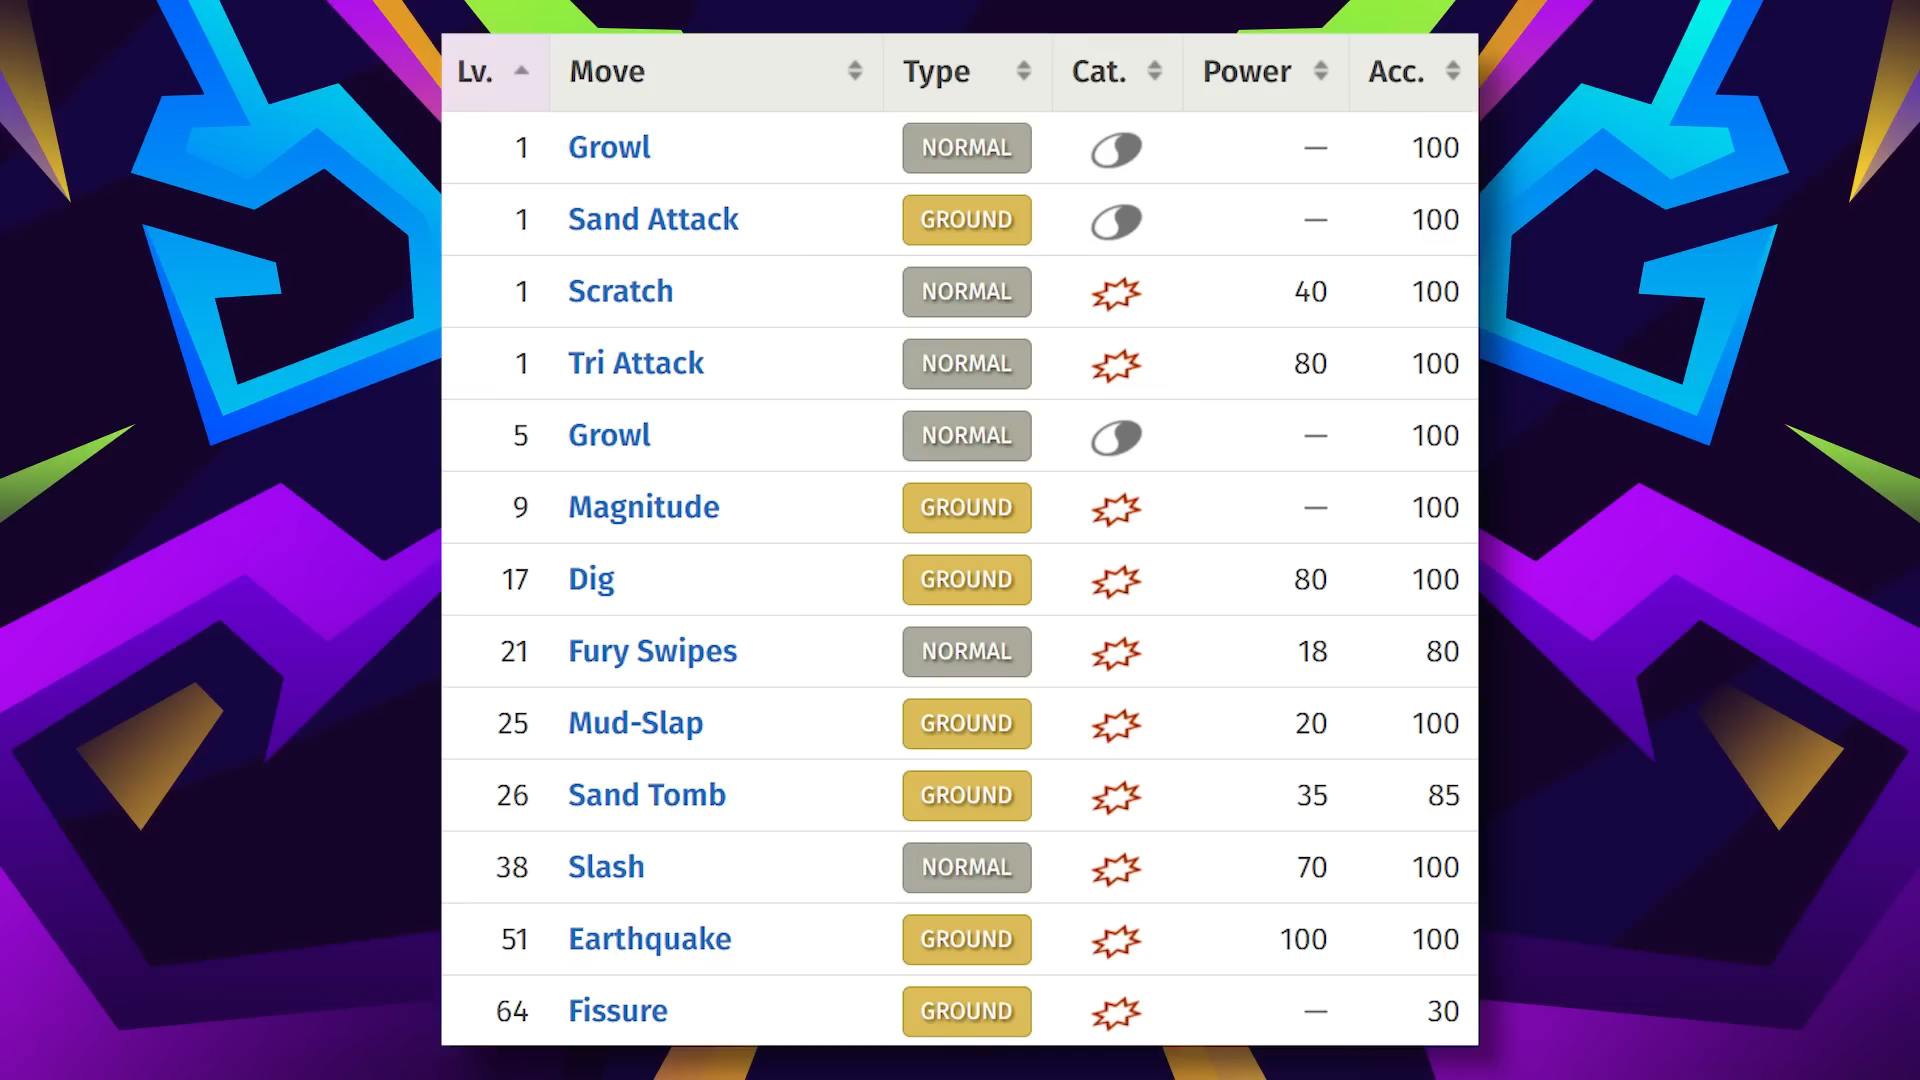 Lv. Move Type Cat. Power Acc.
1 Growl NORMAL — 100
1 Sand Attack GROUND — 100
1 Scratch NORMAL 40 100
1 Tri Attack NORMAL 80 100
5 Growl NORMAL — 100
9 Magnitude GROUND — 100
17 Dig GROUND 80 100
21 Fury Swipes NORMAL 18 80
25 Mud-Slap GROUND 20 100
26 Sand Tomb GROUND 35 85
38 Slash NORMAL 70 100
51 Earthquake GROUND 100 100
64 Fissure GROUND — 30